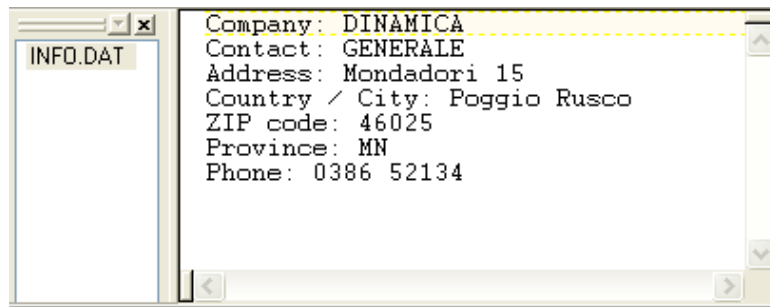 INFO.DAT
Company: DINAMICA
Contact: GENERALE
Address: Mondadori 15
Country / City: Poggio Rusco
ZIP code: 46025
Province: MN
Phone: 0386 52134